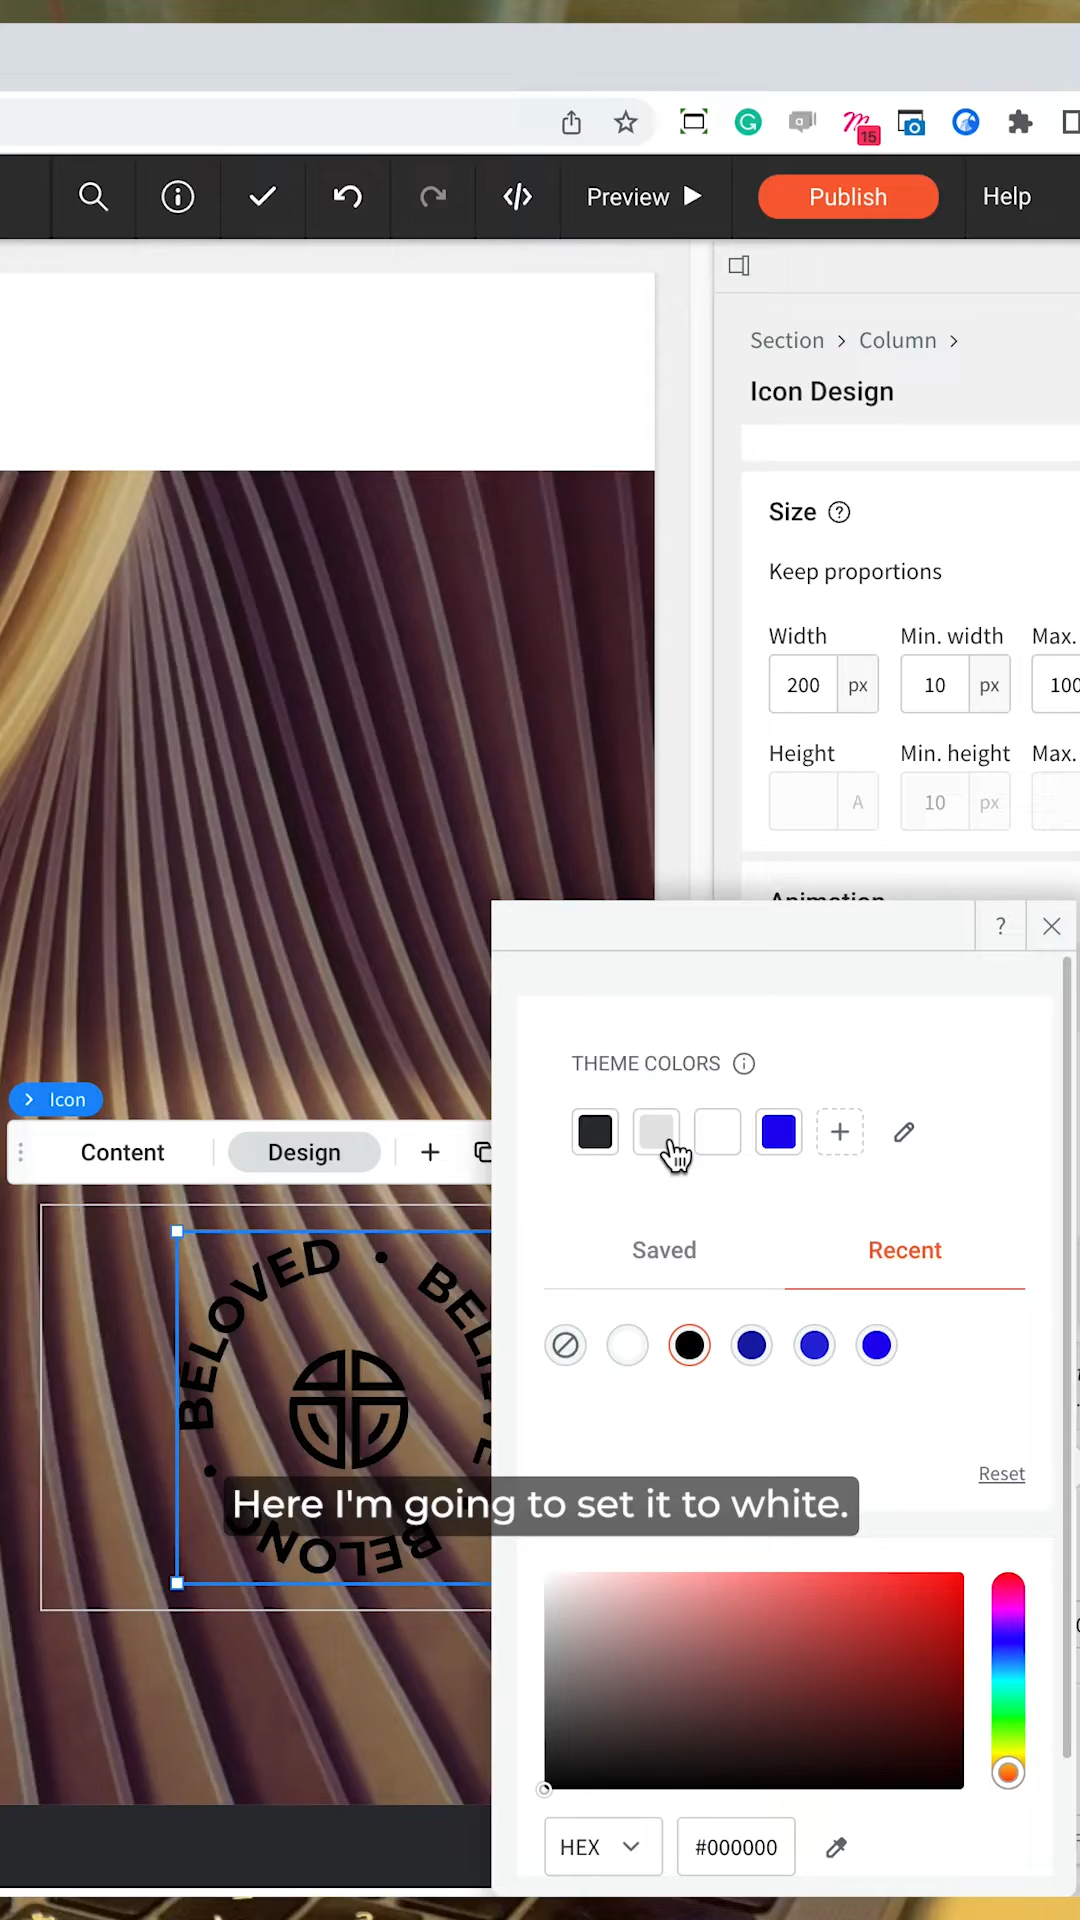 15
Preview
Publish
Help
Section > Column >
Icon Design
Size
Keep proportions
Width
Min. width
Max.
200 px
10 px
100
Height
Min. height
Max.
A
10 px
Animation
?
THEME COLORS
> Icon
Content
Design
Saved
Recent
BELOVED • BELIEVE
BELONG •
Reset
Here I'm going to set it to white.
HEX
#000000